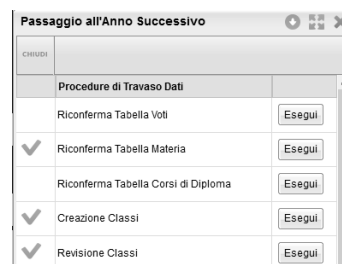 Passaggio all'Anno Successivo
CHIUDI
Procedure di Travaso Dati
Riconferma Tabella Voti Esegui
Riconferma Tabella Materia Esegui
Riconferma Tabella Corsi di Diploma Esegui
Creazione Classi Esegui
Revisione Classi Esegui